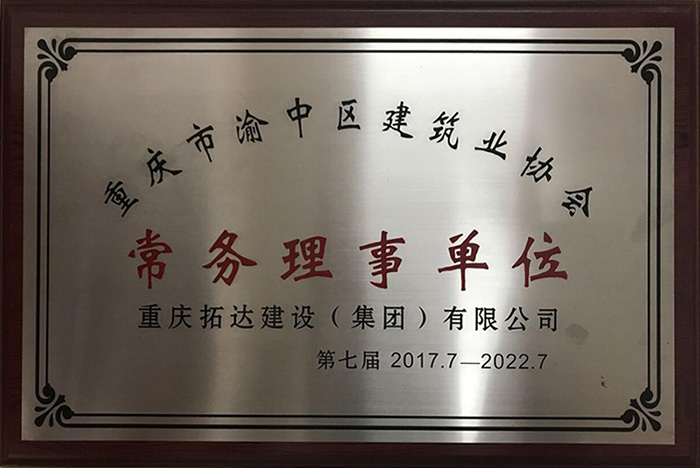 重庆市渝中区建筑业协会
常务理事单位
重庆拓达建设（集团）有限公司
第七届 2017.7—2022.7